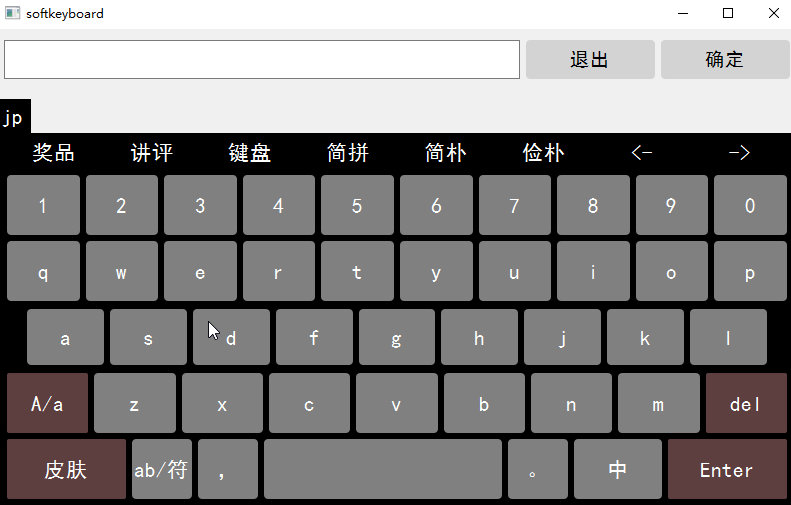 softkeyboard
退出 确定
jp
奖品 讲评 键盘 简拼 简朴 俭朴 <- ->
1 2 3 4 5 6 7 8 9 0
q w e r t y u i o p
a s d f g h j k l
A/a z x c v b n m del
皮肤 ab/符 ， 。 中 Enter